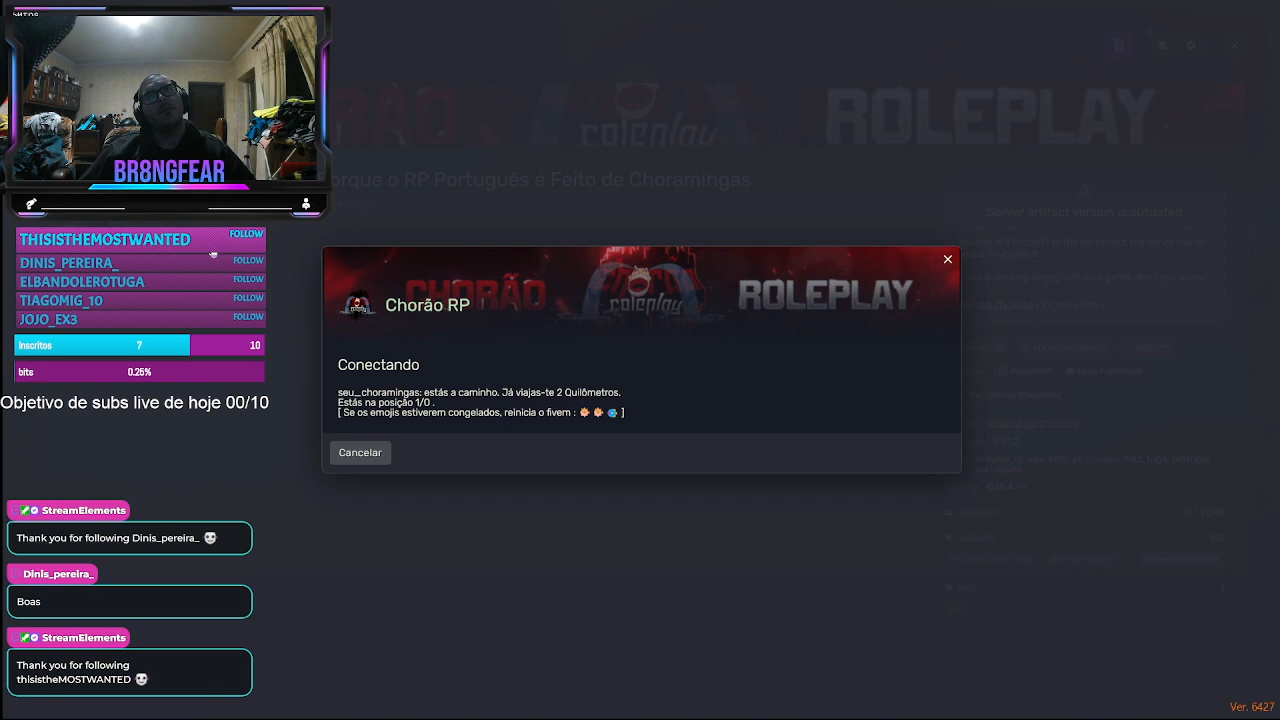 BR8NGFEAR
THISISTHEMOSTWANTED FOLLOW
DINIS_PEREIRA_ FOLLOW
ELBANDOLEROTUGA FOLLOW
TIAGOMIG_10 FOLLOW
JOJO_EX3 FOLLOW
Inscritos 7 10
bits 0.25%
Objetivo de subs live de hoje 00/10
StreamElements
Thank you for following Dinis_pereira_
Dinis_pereira_
Boas
StreamElements
Thank you for following
thisistheMOSTWANTED
ROLEPLAY
orque o RP Português é Feito de Choramingas
Server artifact version is outdated
CHORÃO roleplay ROLEPLAY
Chorão RP
Conectando
seu_choramingas: estás a caminho. Já viajas-te 2 Quilômetros.
Estás na posição 1/0 .
[ Se os emojis estiverem congelados, reinicia o fivem : ]
Cancelar
Ver. 6427